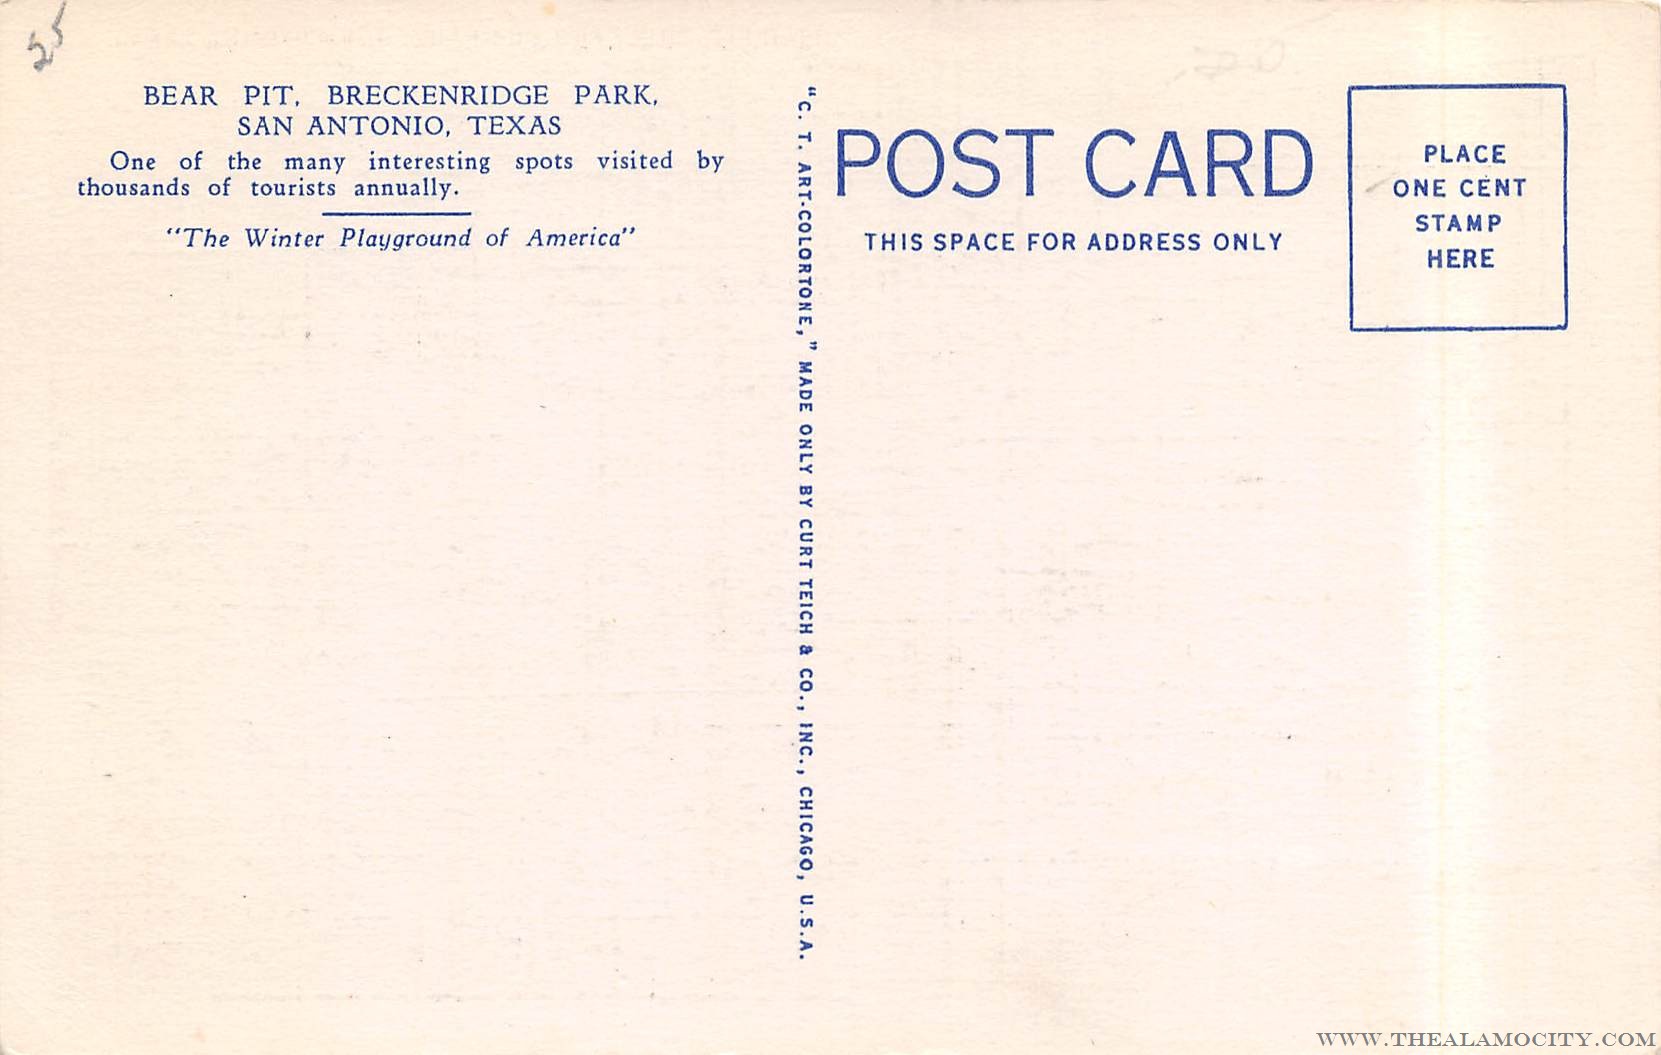 25
BEAR PIT, BRECKENRIDGE PARK,
SAN ANTONIO, TEXAS
One of the many interesting spots visited by
thousands of tourists annually.
"The Winter Playground of America"
"C. T. ART-COLORTONE," MADE ONLY BY CURT TEICH & CO., INC., CHICAGO, U.S.A.
POST CARD
THIS SPACE FOR ADDRESS ONLY
PLACE
ONE CENT
STAMP
HERE
WWW.THEALAMOCITY.COM